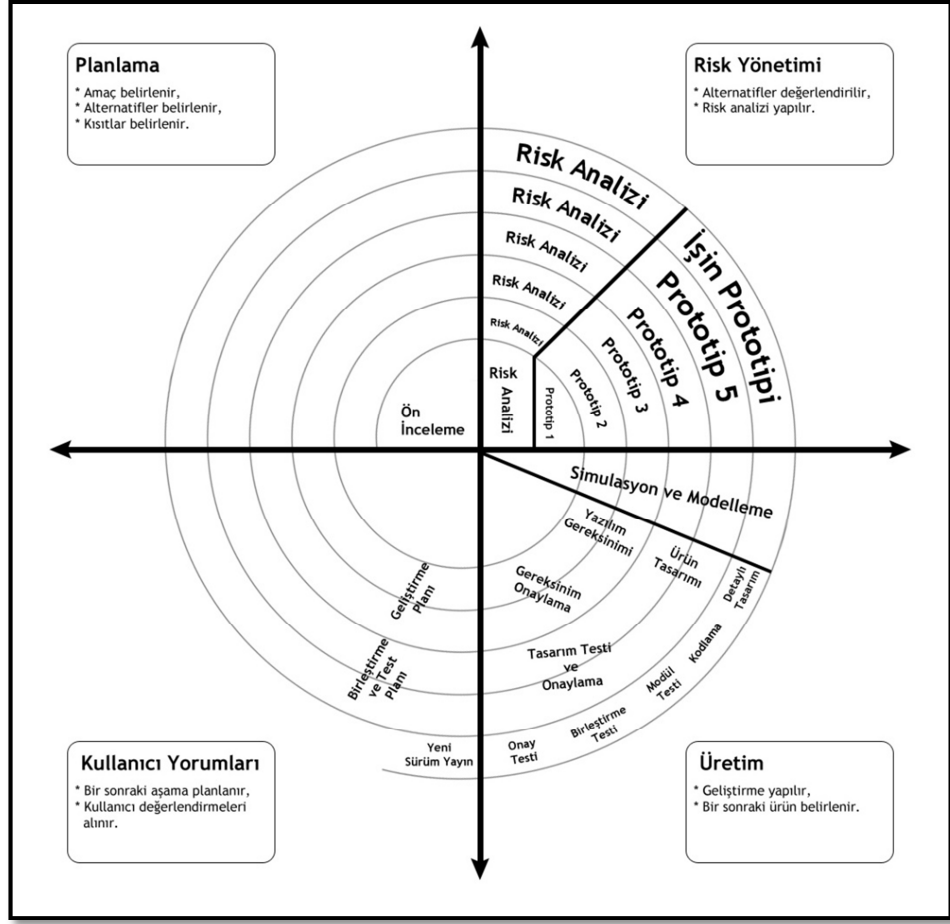 Planlama
* Amaç belirlenir,
* Alternatifler belirlenir,
* Kısıtlar belirlenir.
Risk Yönetimi
* Alternatifler değerlendirilir,
* Risk analizi yapılır.
Risk Analizi
Risk Analizi
Risk Analizi
Risk Analizi
Risk Analizi
Risk
Analizi
İşin Prototipi
Prototip 5
Prototip 4
Prototip 3
Prototip 2
Prototip 1
Ön
İnceleme
Simulasyon ve Modelleme
Yazılım
Gereksinimi
Ürün
Tasarımı
Detaylı
Tasarım
Gereksinim
Onaylama
Geliştirme
Planı
Kodlama
Tasarım Testi
ve
Onaylama
Modül
Testi
Birleştirme
ve Test
Planı
Birleştirme
Testi
Onay
Testi
Yeni
Sürüm Yayın
Kullanıcı Yorumları
* Bir sonraki aşama planlanır,
* Kullanıcı değerlendirmeleri
alınır.
Üretim
* Geliştirme yapılır,
* Bir sonraki ürün belirlenir.